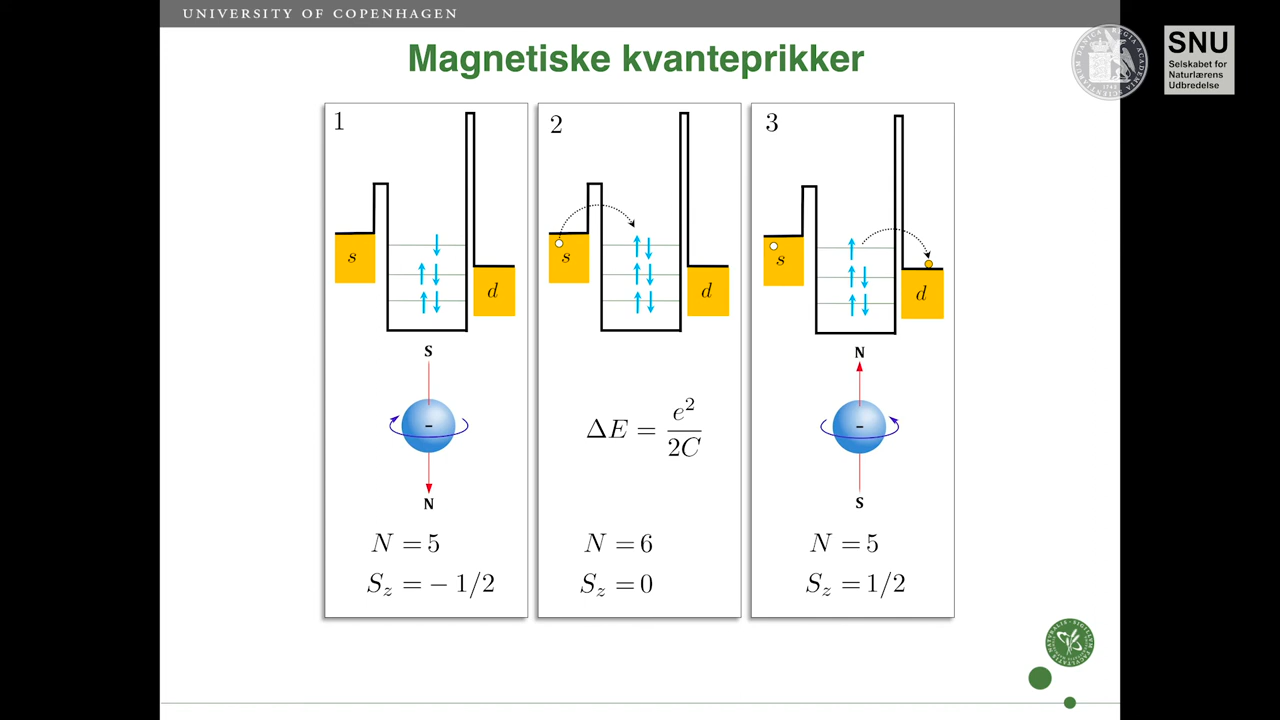 UNIVERSITY OF COPENHAGEN
Magnetiske kvanteprikker
SNU
Selskabet for
Naturlærens
Udbredelse
1
s
d
S
-
N
N = 5
S_z = − 1/2
2
s
d
ΔE = e²/2C
N = 6
S_z = 0
3
s
d
N
-
S
N = 5
S_z = 1/2